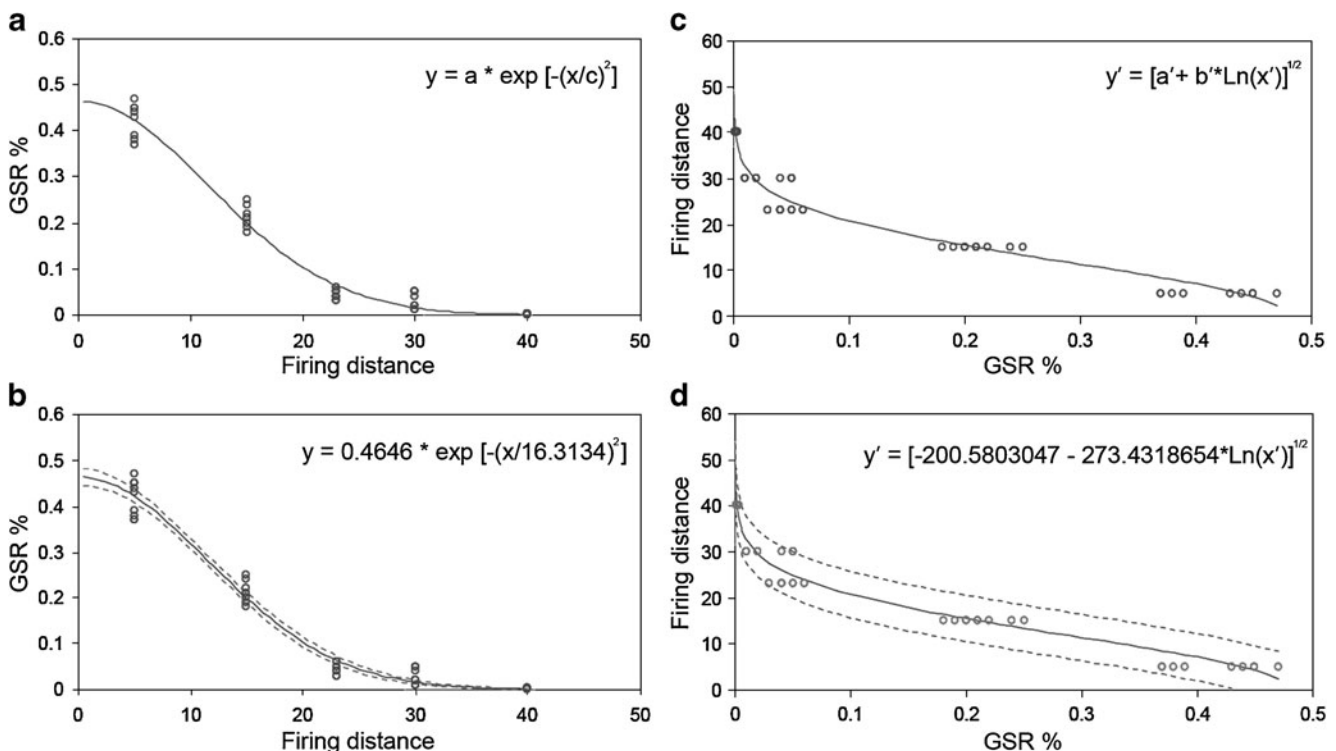 a
0.6
0.5
0.4
0.3
0.2
0.1
0
GSR %
y = a * exp [-(x/c)²]
0 10 20 30 40 50
Firing distance
b
0.6
0.5
0.4
0.3
0.2
0.1
0
GSR %
y = 0.4646 * exp [-(x/16.3134)²]
0 10 20 30 40 50
Firing distance
c
60
50
40
30
20
10
0
Firing distance
y′ = [a′+ b′*Ln(x′)]^1/2
0 0.1 0.2 0.3 0.4 0.5
GSR %
d
60
50
40
30
20
10
0
Firing distance
y′ = [-200.5803047 - 273.4318654*Ln(x′)]^1/2
0 0.1 0.2 0.3 0.4 0.5
GSR %